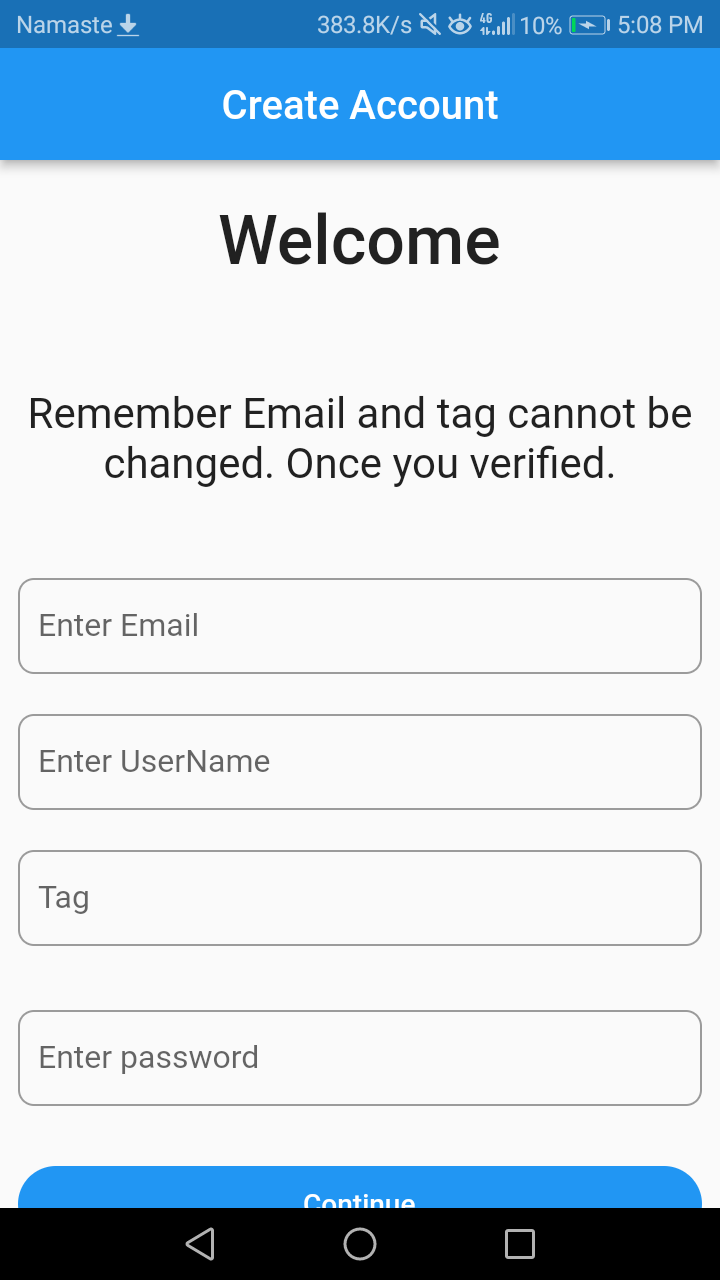 Namaste 383.8K/s 4G 10% 5:08 PM
Create Account
Welcome
Remember Email and tag cannot be
changed. Once you verified.
Enter Email
Enter UserName
Tag
Enter password
Continue